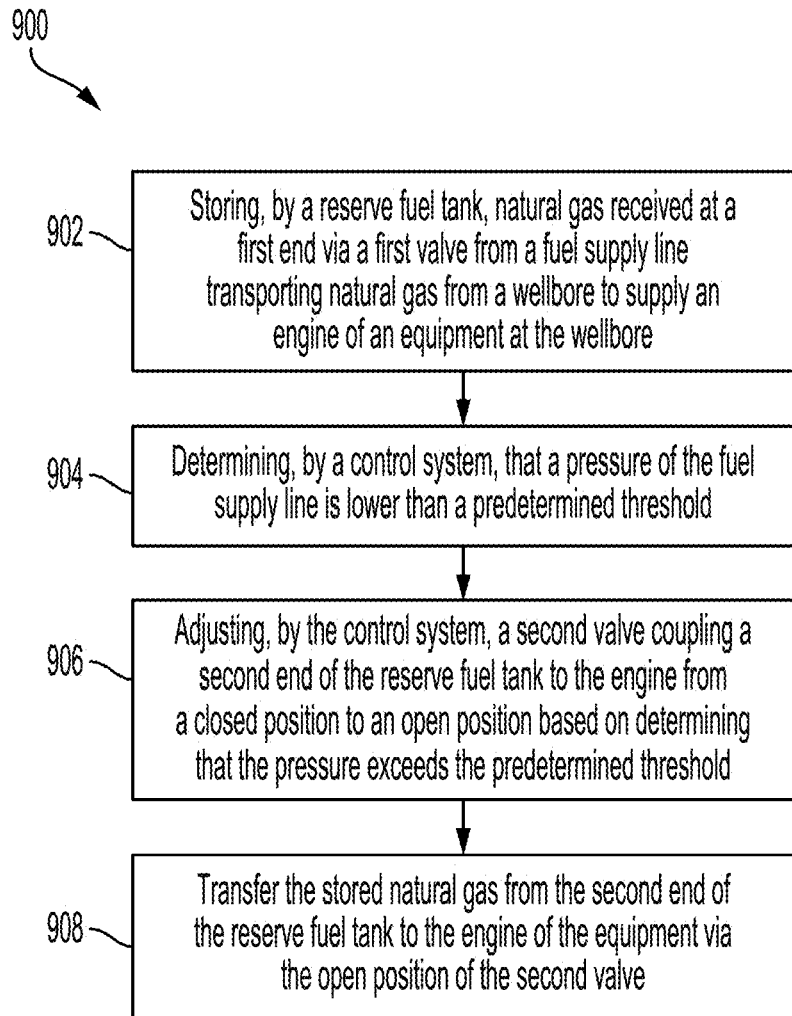 900
902
Storing, by a reserve fuel tank, natural gas received at a
first end via a first valve from a fuel supply line
transporting natural gas from a wellbore to supply an
engine of an equipment at the wellbore
904
Determining, by a control system, that a pressure of the fuel
supply line is lower than a predetermined threshold
906
Adjusting, by the control system, a second valve coupling a
second end of the reserve fuel tank to the engine from
a closed position to an open position based on determining
that the pressure exceeds the predetermined threshold
908
Transfer the stored natural gas from the second end of
the reserve fuel tank to the engine of the equipment via
the open position of the second valve